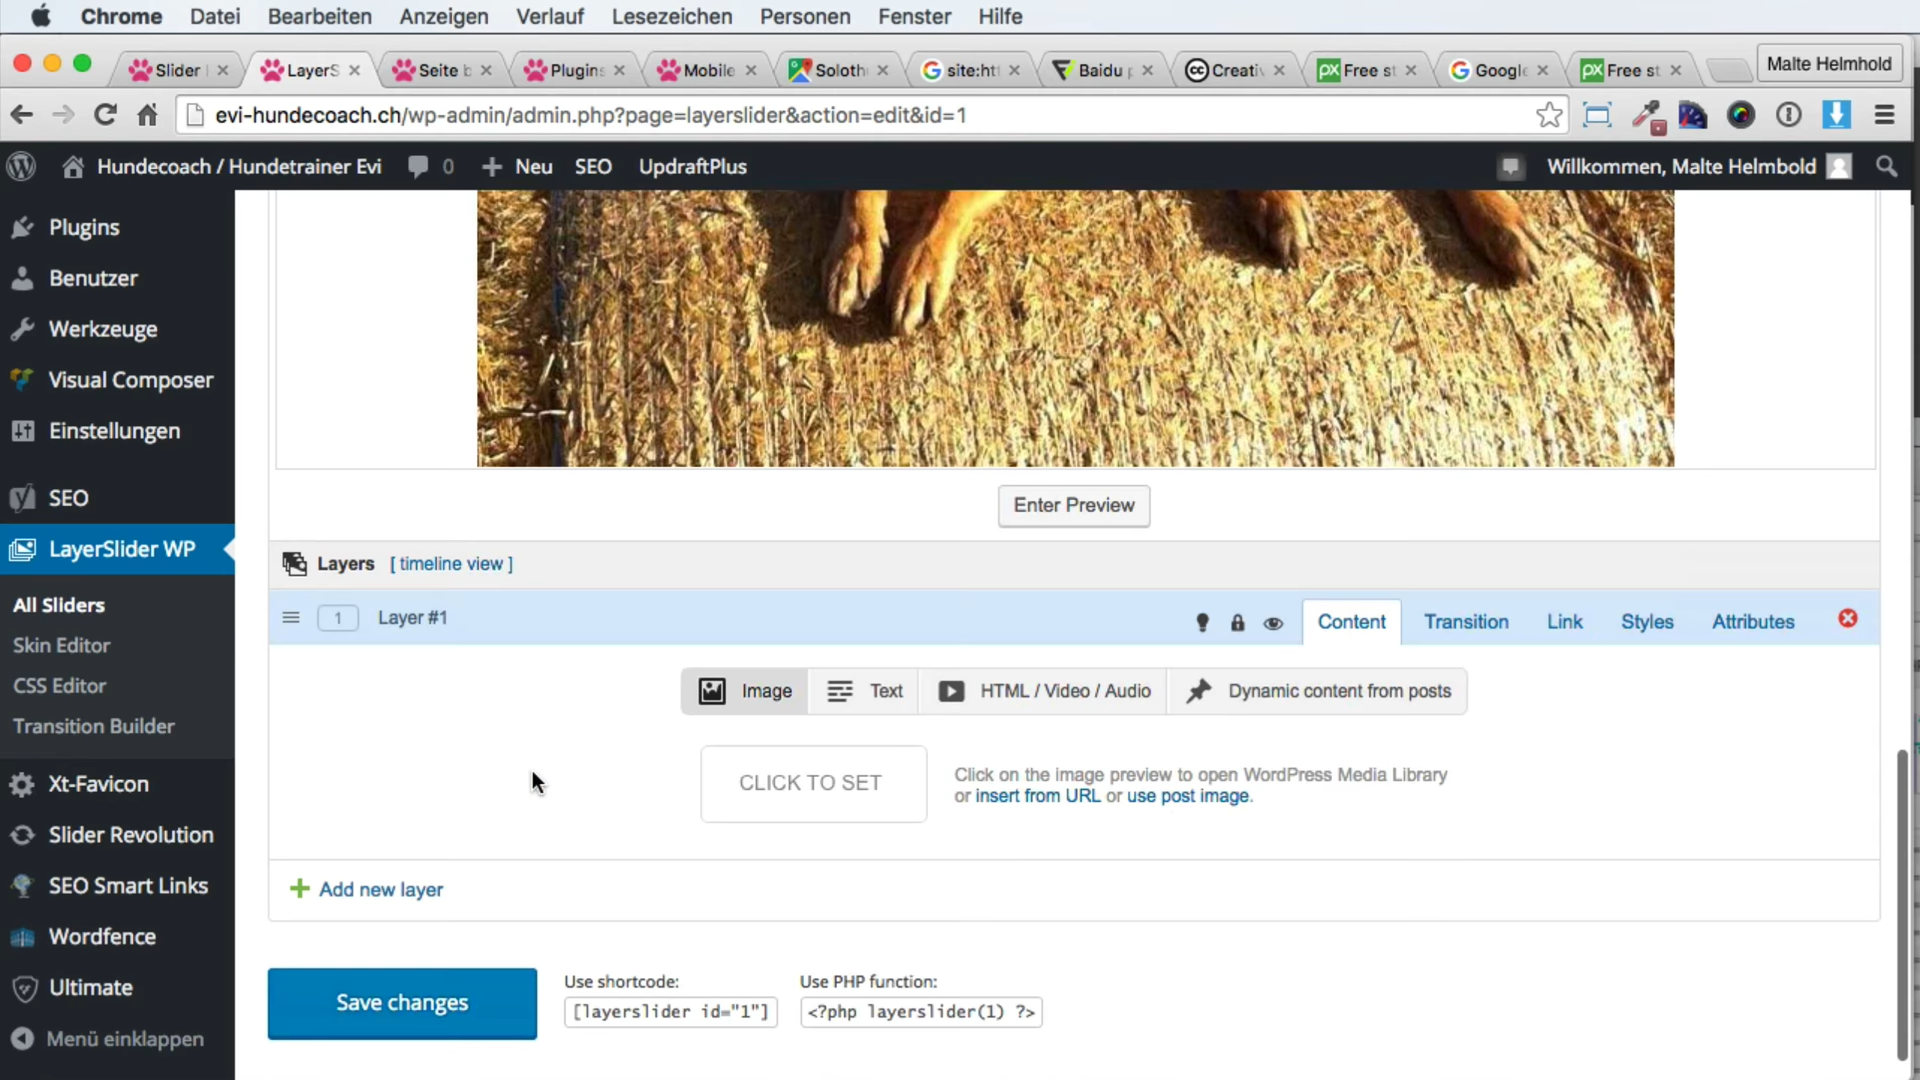 Chrome Datei Bearbeiten Anzeigen Verlauf Lesezeichen Personen Fenster Hilfe
Slider LayerS Seite Plugins Mobile Soloth site:ht Baidu Creativ Free st Google Free st Malte Helmhold
evi-hundecoach.ch/wp-admin/admin.php?page=layerslider&action=edit&id=1
Hundecoach / Hundetrainer Evi 0 Neu SEO UpdraftPlus Willkommen, Malte Helmbold
Plugins
Benutzer
Werkzeuge
Visual Composer
Einstellungen
SEO
LayerSlider WP
All Sliders
Skin Editor
CSS Editor
Transition Builder
Xt-Favicon
Slider Revolution
SEO Smart Links
Wordfence
Ultimate
Menü einklappen
Enter Preview
Layers [ timeline view ]
1 Layer #1 Content Transition Link Styles Attributes
Image Text HTML / Video / Audio Dynamic content from posts
CLICK TO SET
Click on the image preview to open WordPress Media Library
or insert from URL or use post image.
Add new layer
Save changes
Use shortcode:
[layerslider id="1"]
Use PHP function:
<?php layerslider(1) ?>